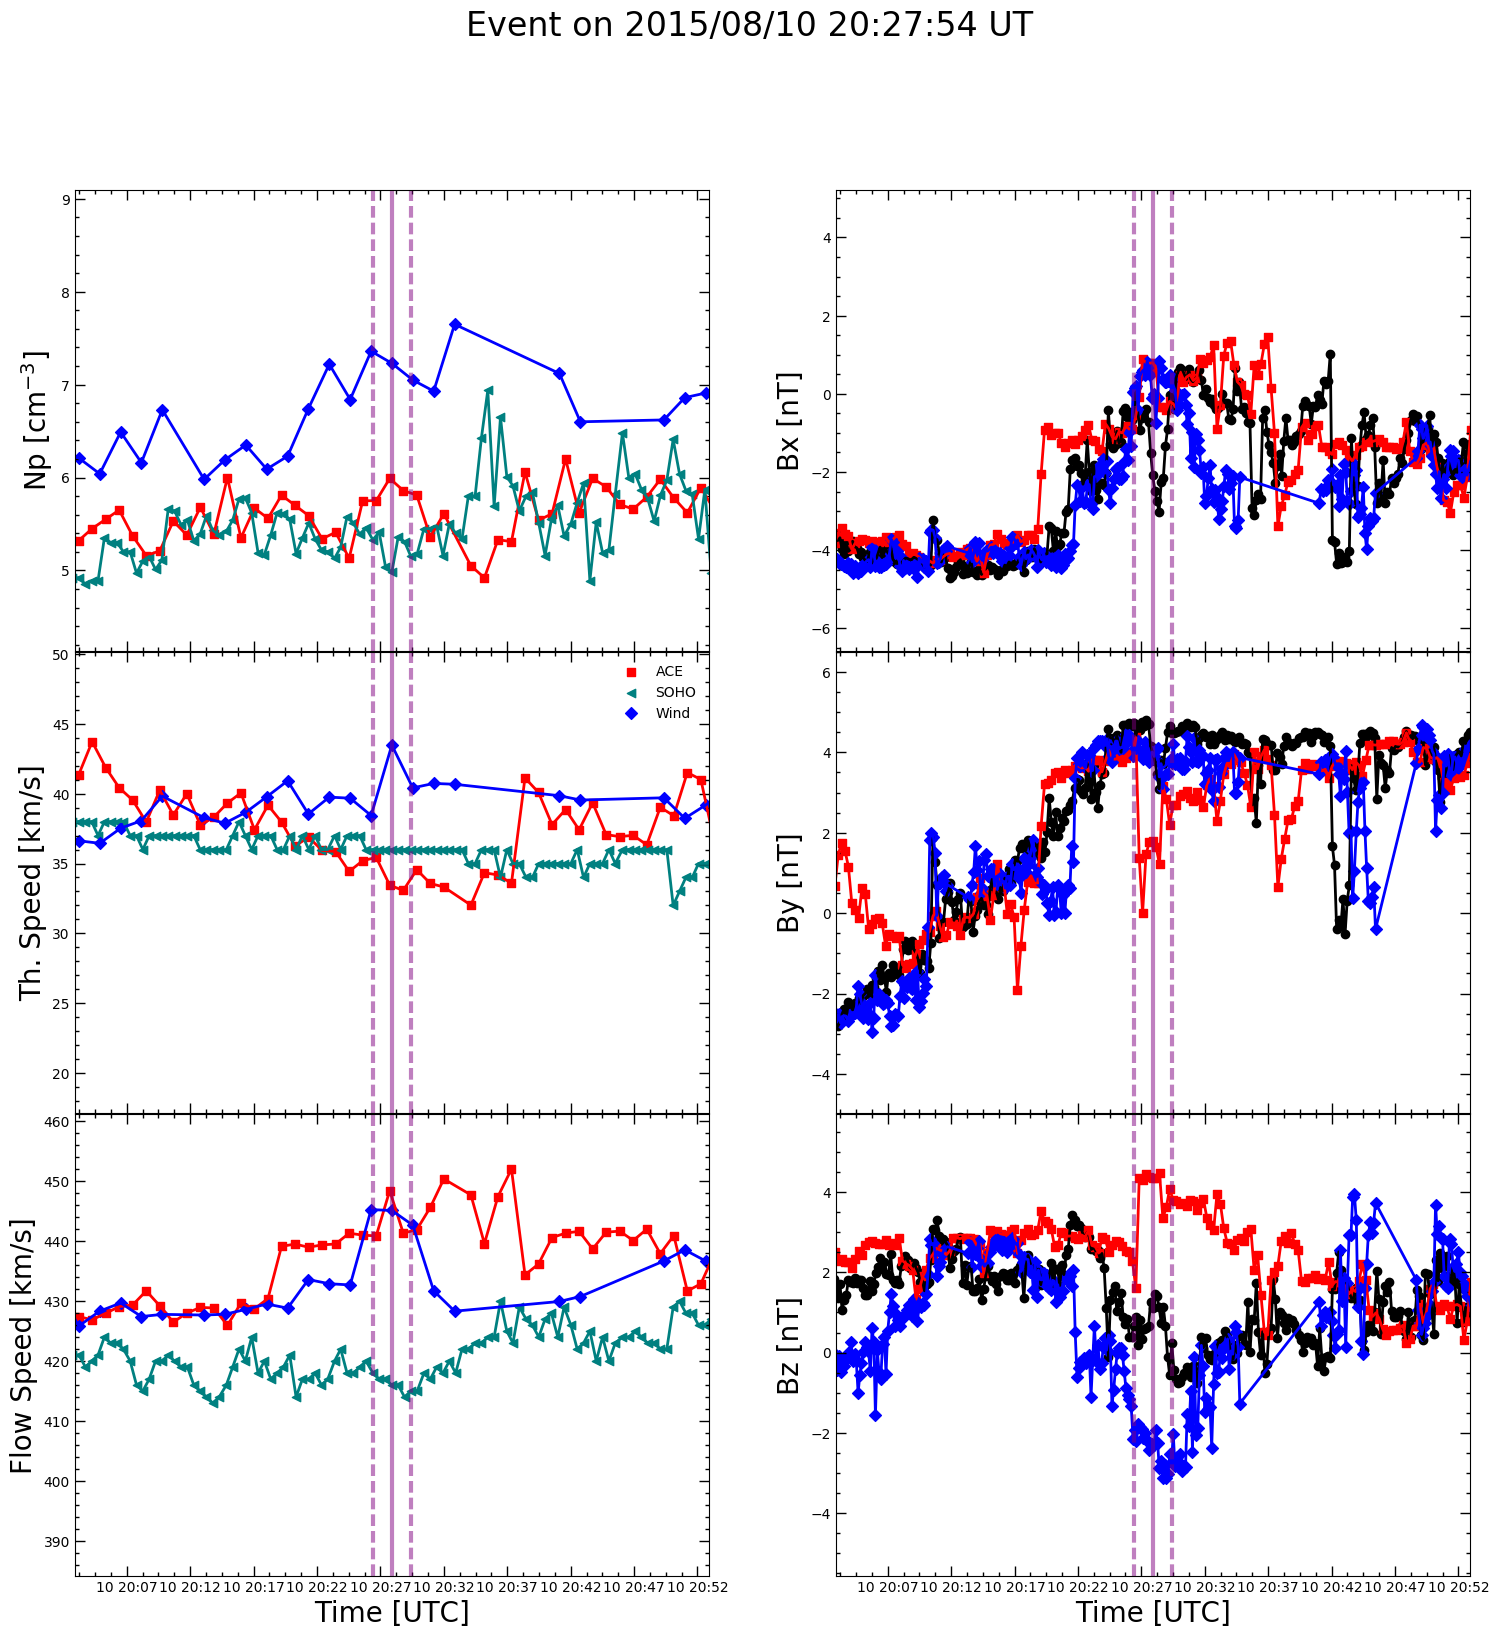 Event on 2015/08/10 20:27:54 UT
Np [cm⁻³]
9
8
7
6
5
Th. Speed [km/s]
50
45
40
35
30
25
20
ACE
SOHO
Wind
Flow Speed [km/s]
460
450
440
430
420
410
400
390
10 20:07 10 20:12 10 20:17 10 20:22 10 20:27 10 20:32 10 20:37 10 20:42 10 20:47 10 20:52
Time [UTC]
Bx [nT]
4
2
0
−2
−4
−6
By [nT]
6
4
2
0
−2
−4
Bz [nT]
4
2
0
−2
−4
10 20:07 10 20:12 10 20:17 10 20:22 10 20:27 10 20:32 10 20:37 10 20:42 10 20:47 10 20:52
Time [UTC]